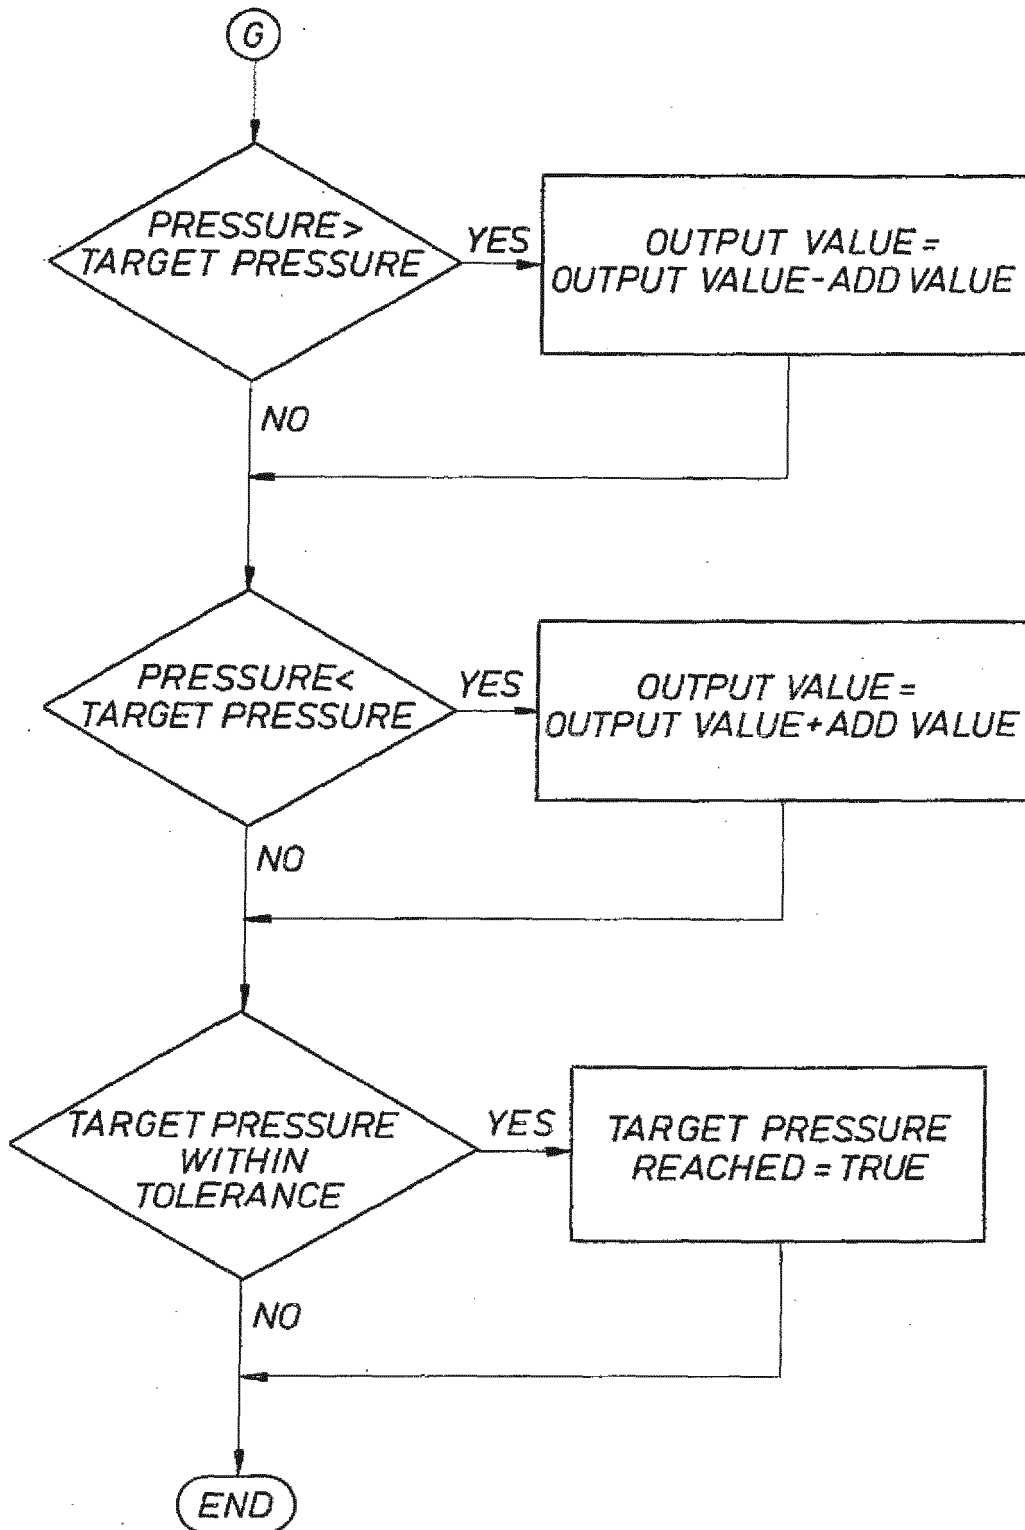 G
PRESSURE>
TARGET PRESSURE
YES
OUTPUT VALUE=
OUTPUT VALUE-ADD VALUE
NO
PRESSURE<
TARGET PRESSURE
YES
OUTPUT VALUE=
OUTPUT VALUE+ADD VALUE
NO
TARGET PRESSURE
WITHIN
TOLERANCE
YES
TARGET PRESSURE
REACHED=TRUE
NO
END